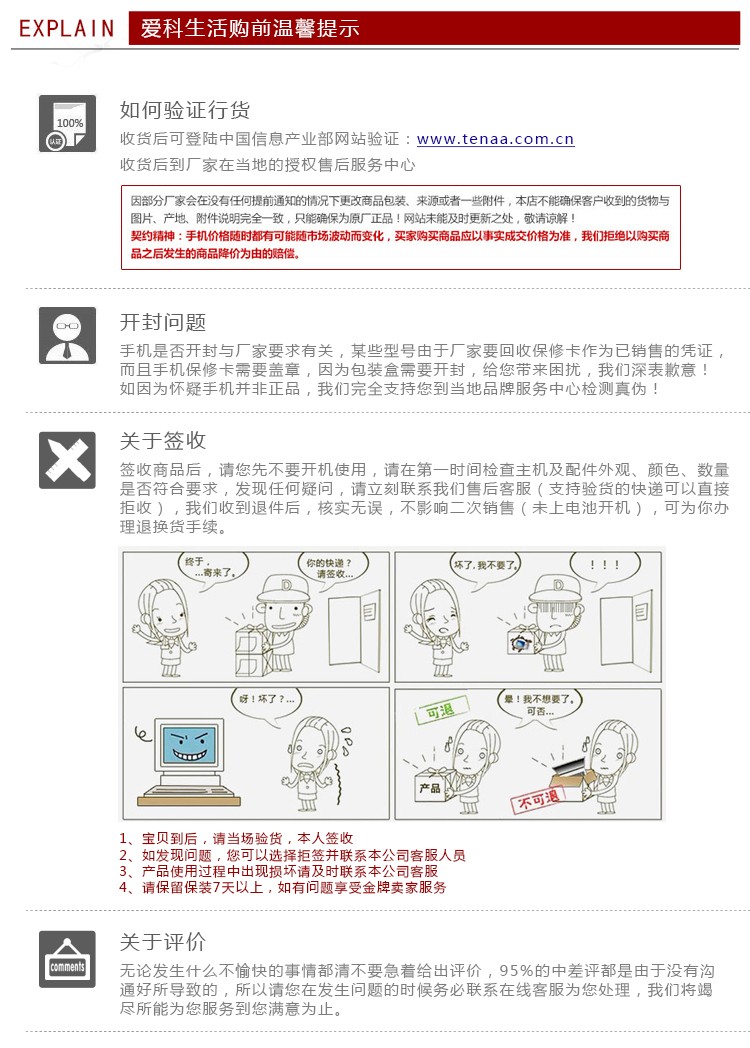 EXPLAIN 爱科生活购前温馨提示
100%
认证
如何验证行货
收货后可登陆中国信息产业部网站验证：www.tenaa.com.cn
收货后到厂家在当地的授权售后服务中心
因部分厂家会在没有任何提前通知的情况下更改商品包装、来源或者一些附件，本店不能确保客户收到的货物与
图片、产地、附件说明完全一致，只能确保为原厂正品！网站未能及时更新之处，敬请谅解！
契约精神：手机价格随时都有可能随市场波动而变化，买家购买商品应以事实成交价格为准，我们拒绝以购买商
品之后发生的商品降价为由的赔偿。
开封问题
手机是否开封与厂家要求有关，某些型号由于厂家要回收保修卡作为已销售的凭证，
而且手机保修卡需要盖章，因为包装盒需要开封，给您带来困扰，我们深表歉意！
如因为怀疑手机并非正品，我们完全支持您到当地品牌服务中心检测真伪！
关于签收
签收商品后，请您先不要开机使用，请在第一时间检查主机及配件外观、颜色、数量
是否符合要求，发现任何疑问，请立刻联系我们售后客服（支持验货的快递可以直接
拒收），我们收到退件后，核实无误，不影响二次销售（未上电池开机），可为你办
理退换货手续。
终于，
...寄来了。
你的快递？
请签收...
D
坏了,我不要了。
！！！
D
呀！坏了？...
可退
晕！我不想要了。
可否...
产品
不可退
1、宝贝到后，请当场验货，本人签收
2、如发现问题，您可以选择拒签并联系本公司客服人员
3、产品使用过程中出现损坏请及时联系本公司客服
4、请保留保装7天以上，如有问题享受金牌卖家服务
comments
关于评价
无论发生什么不愉快的事情都清不要急着给出评价，95%的中差评都是由于没有沟
通好所导致的，所以请您在发生问题的时候务必联系在线客服为您处理，我们将竭
尽所能为您服务到您满意为止。